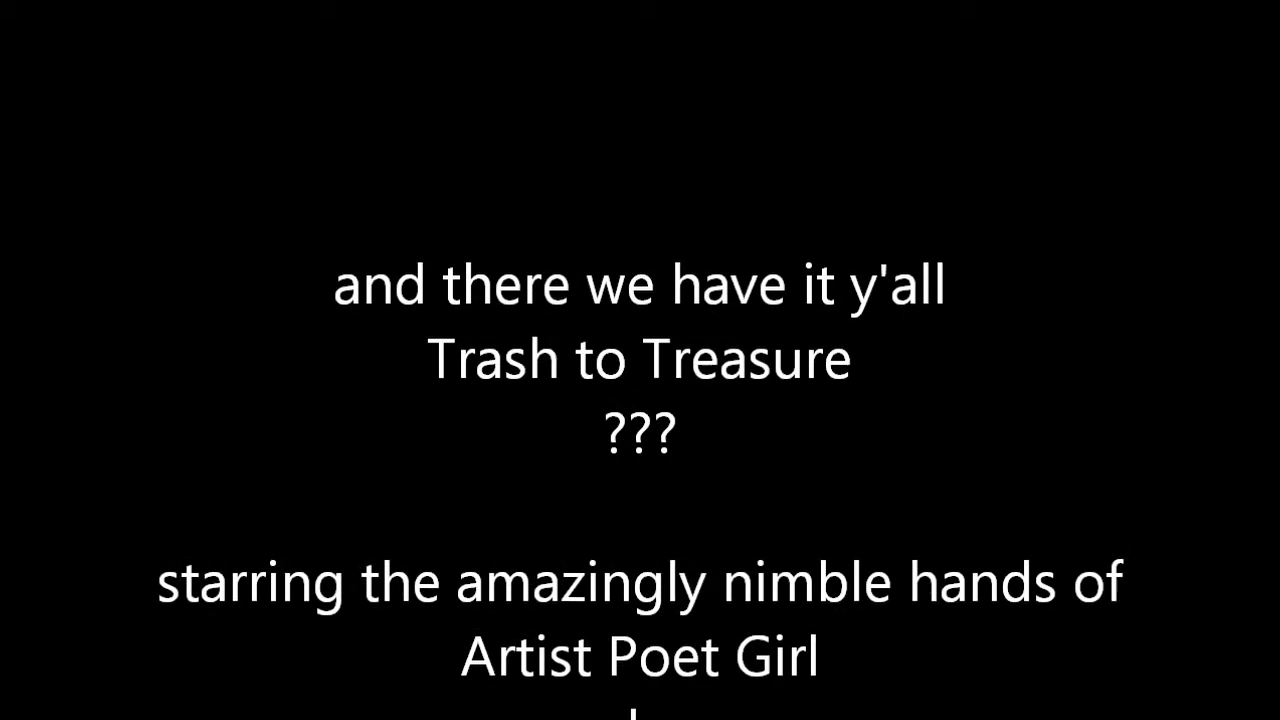 and there we have it y'all
Trash to Treasure
???
starring the amazingly nimble hands of
Artist Poet Girl